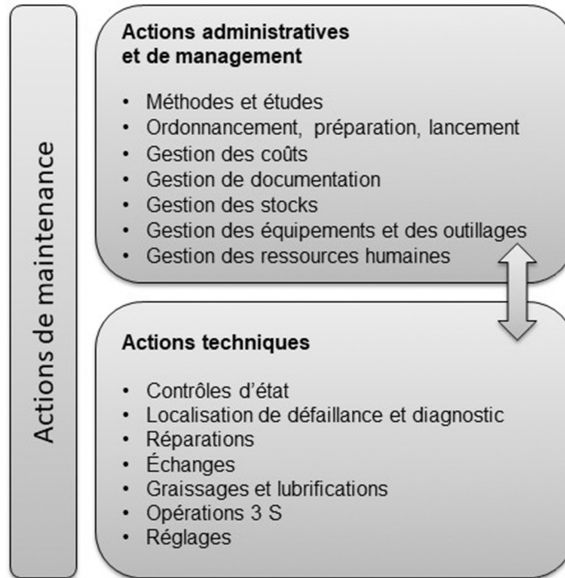 Actions de maintenance
Actions administratives
et de management
• Méthodes et études
• Ordonnancement, préparation, lancement
• Gestion des coûts
• Gestion de documentation
• Gestion des stocks
• Gestion des équipements et des outillages
• Gestion des ressources humaines
Actions techniques
• Contrôles d'état
• Localisation de défaillance et diagnostic
• Réparations
• Échanges
• Graissages et lubrifications
• Opérations 3 S
• Réglages